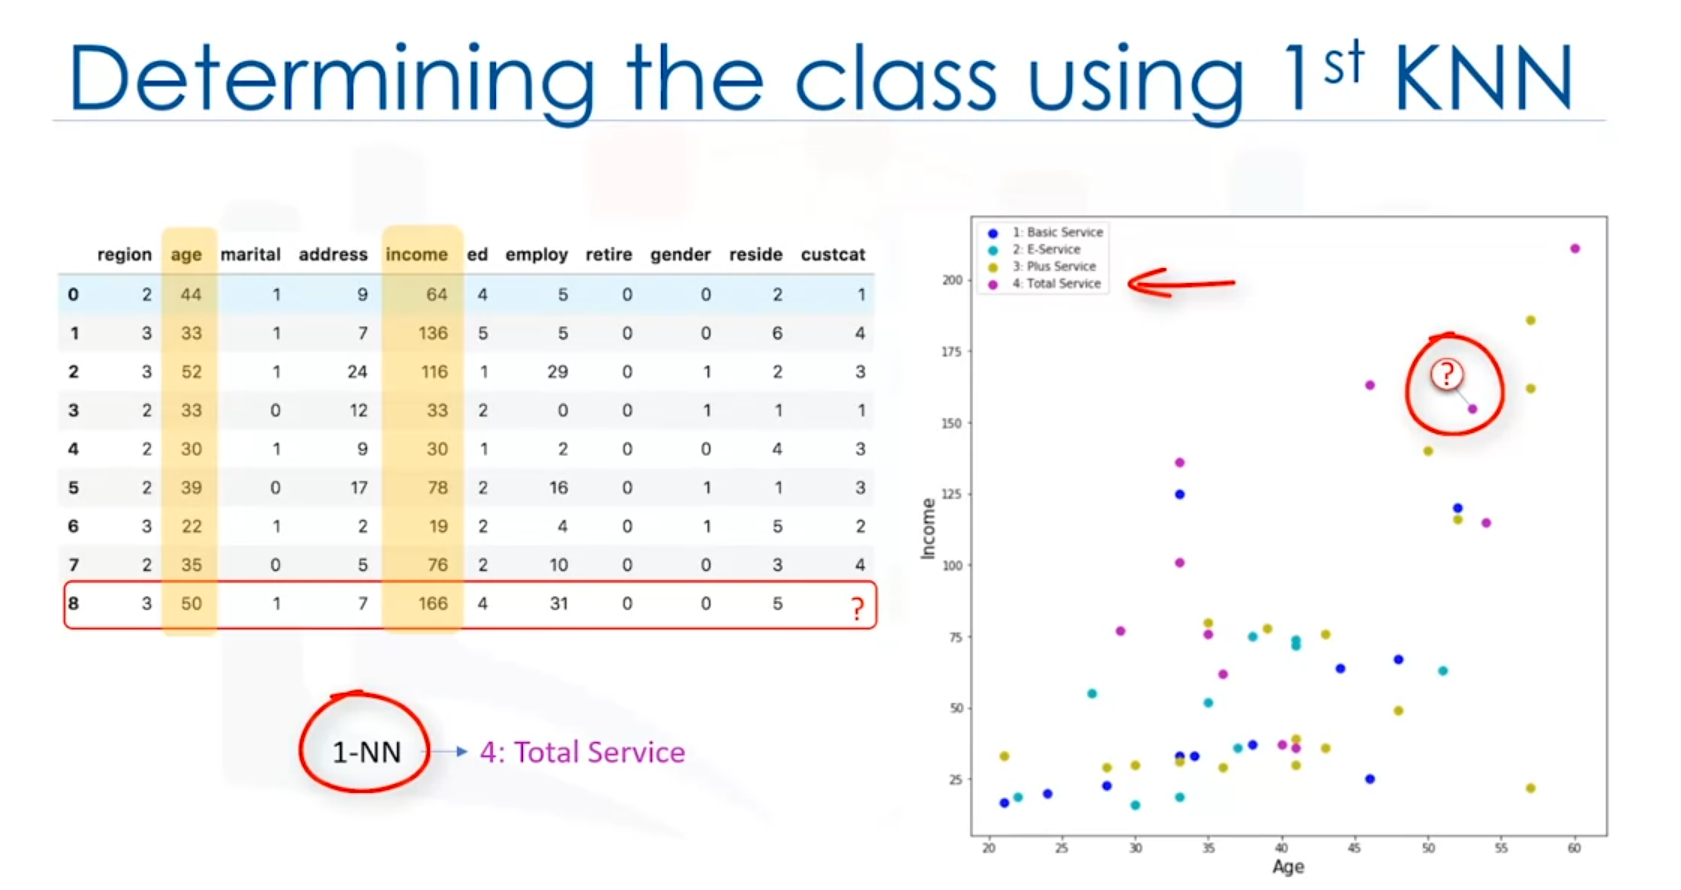 Determining the class using 1st KNN
region age marital address income ed employ retire gender reside custcat
0 2 44 1 9 64 4 5 0 0 2 1
1 3 33 1 7 136 5 5 0 0 6 4
2 3 52 1 24 116 1 29 0 1 2 3
3 2 33 0 12 33 2 0 0 1 1 1
4 2 30 1 9 30 1 2 0 0 4 3
5 2 39 0 17 78 2 16 0 1 1 3
6 3 22 1 2 19 2 4 0 1 5 2
7 2 35 0 5 76 2 10 0 0 3 4
8 3 50 1 7 166 4 31 0 0 5 ?
1-NN 4: Total Service
1: Basic Service
2: E-Service
3: Plus Service
4: Total Service
?
200
175
150
125
100
75
50
25
Income
20 25 30 35 40 45 50 55 60
Age